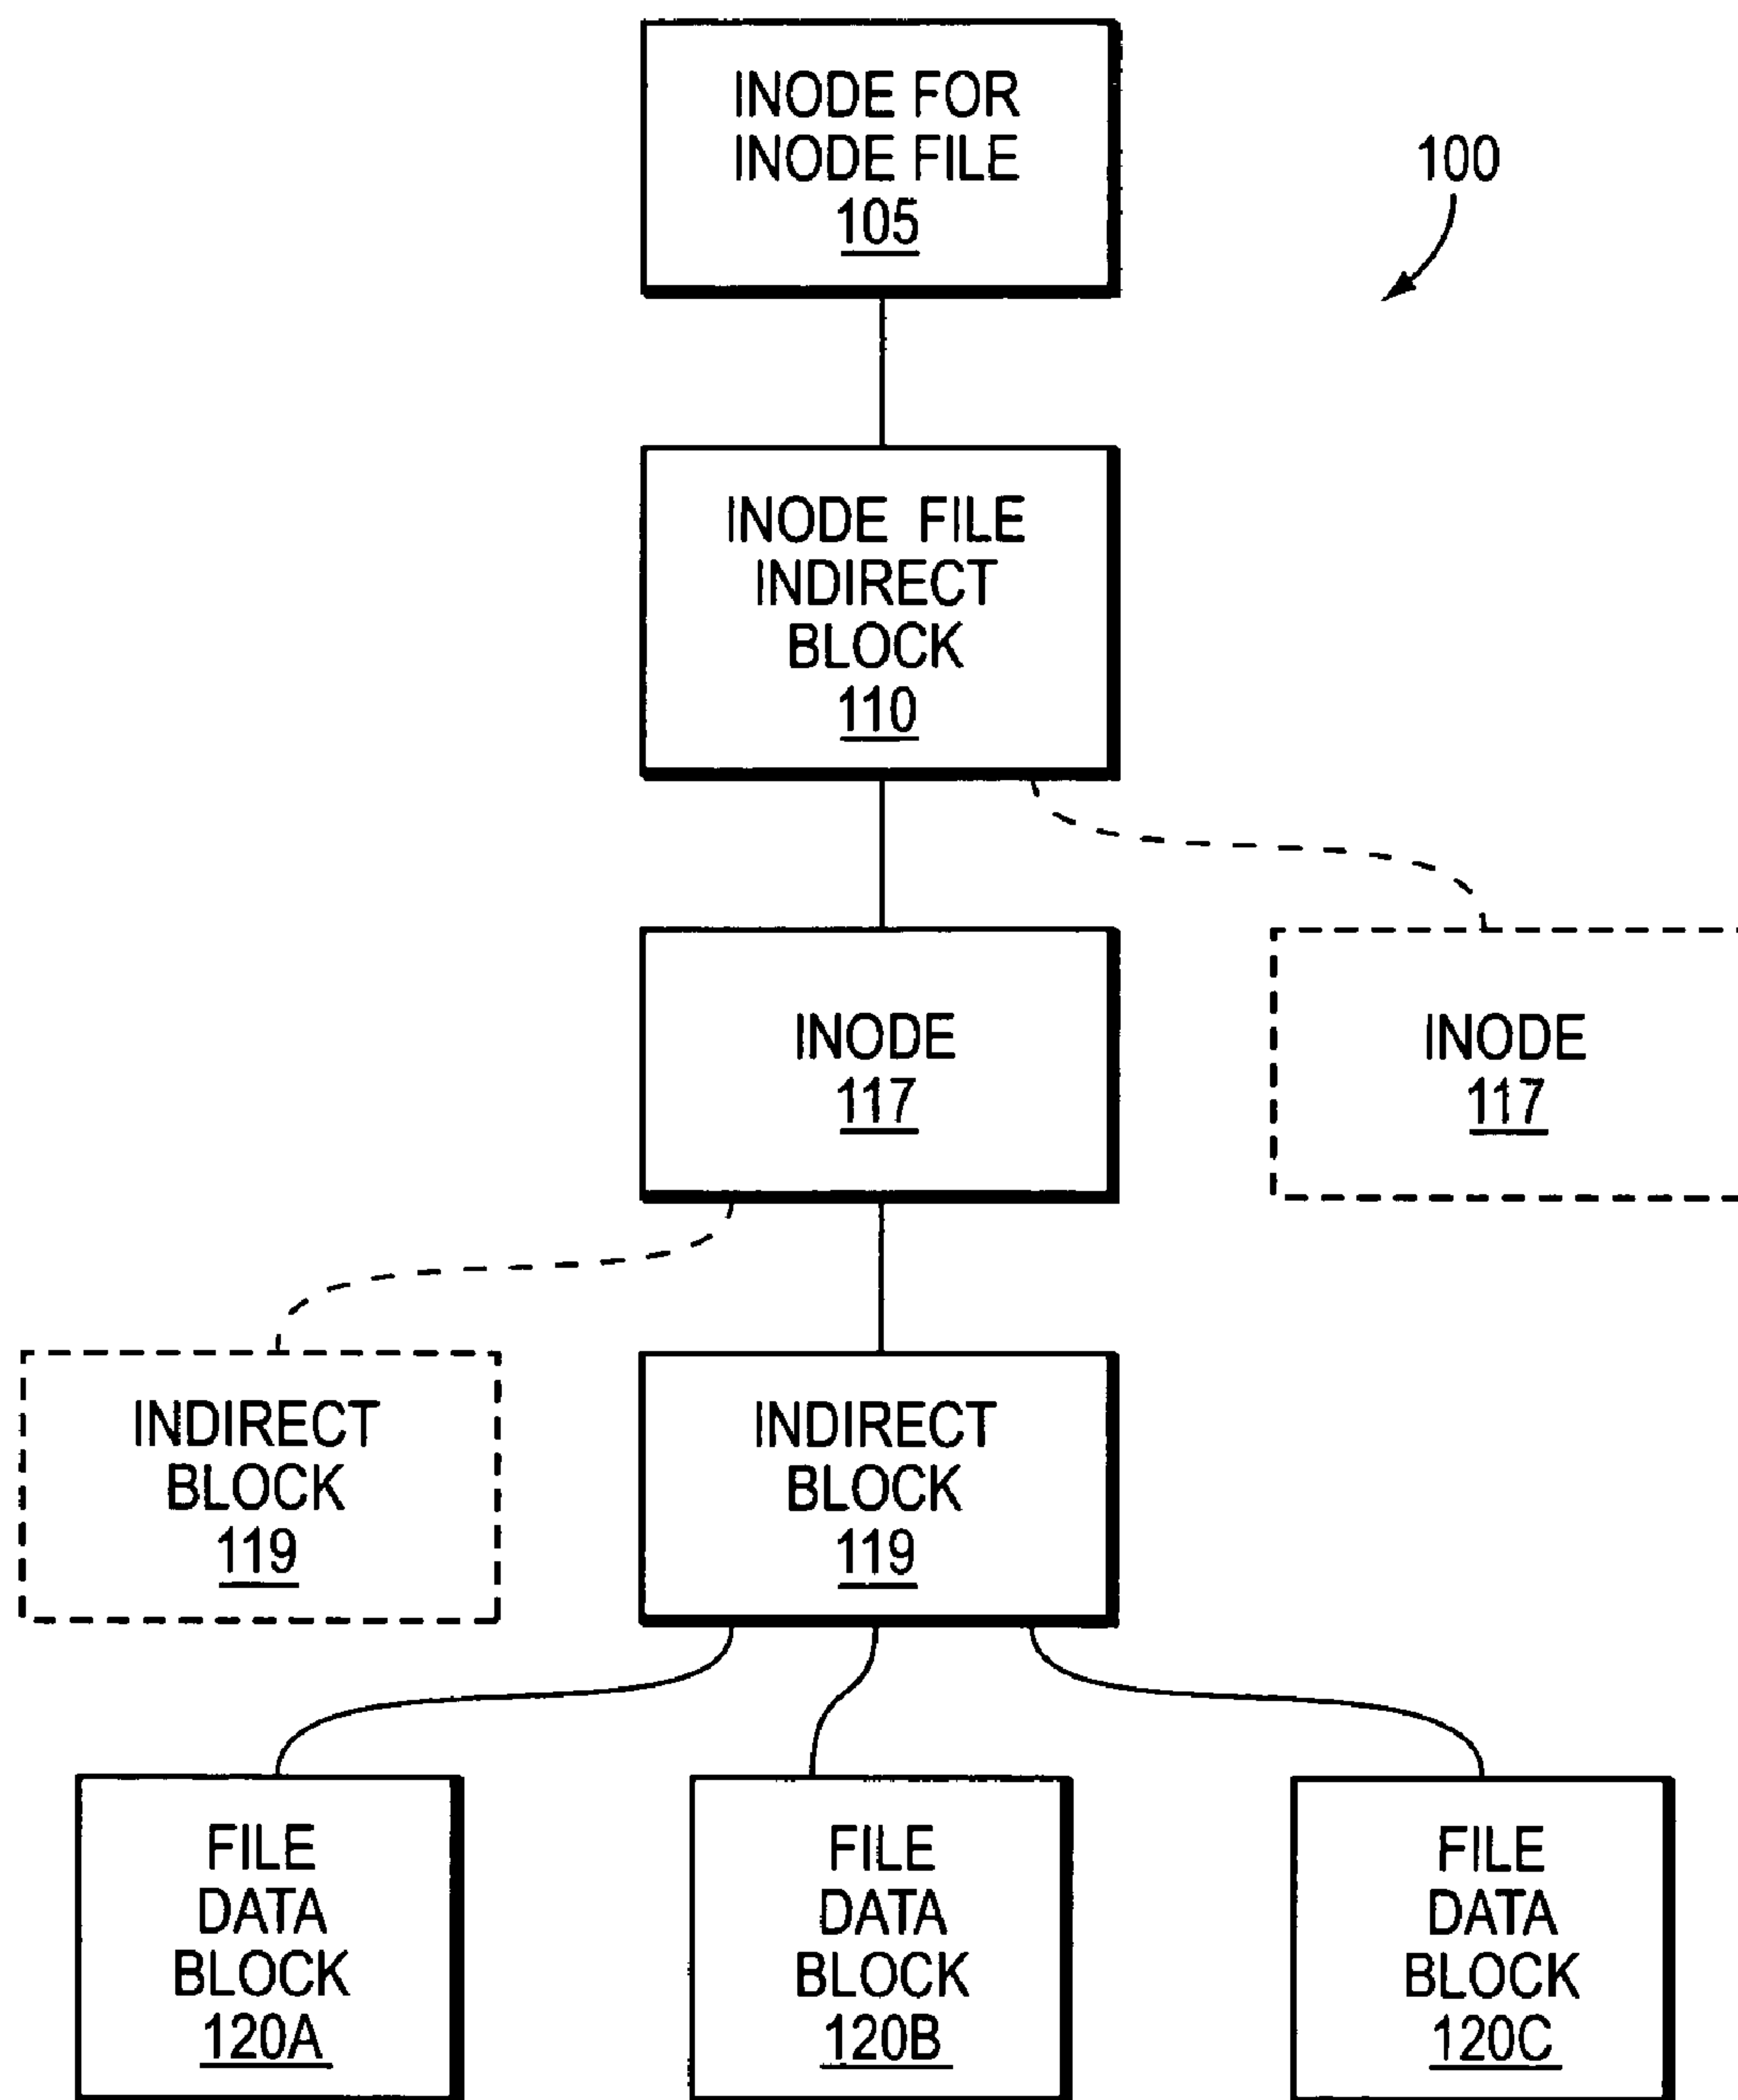 INODE FOR
INODE FILE
105
100
INODE FILE
INDIRECT
BLOCK
110
INODE
117
INODE
117
INDIRECT
BLOCK
119
INDIRECT
BLOCK
119
FILE
DATA
BLOCK
120A
FILE
DATA
BLOCK
120B
FILE
DATA
BLOCK
120C